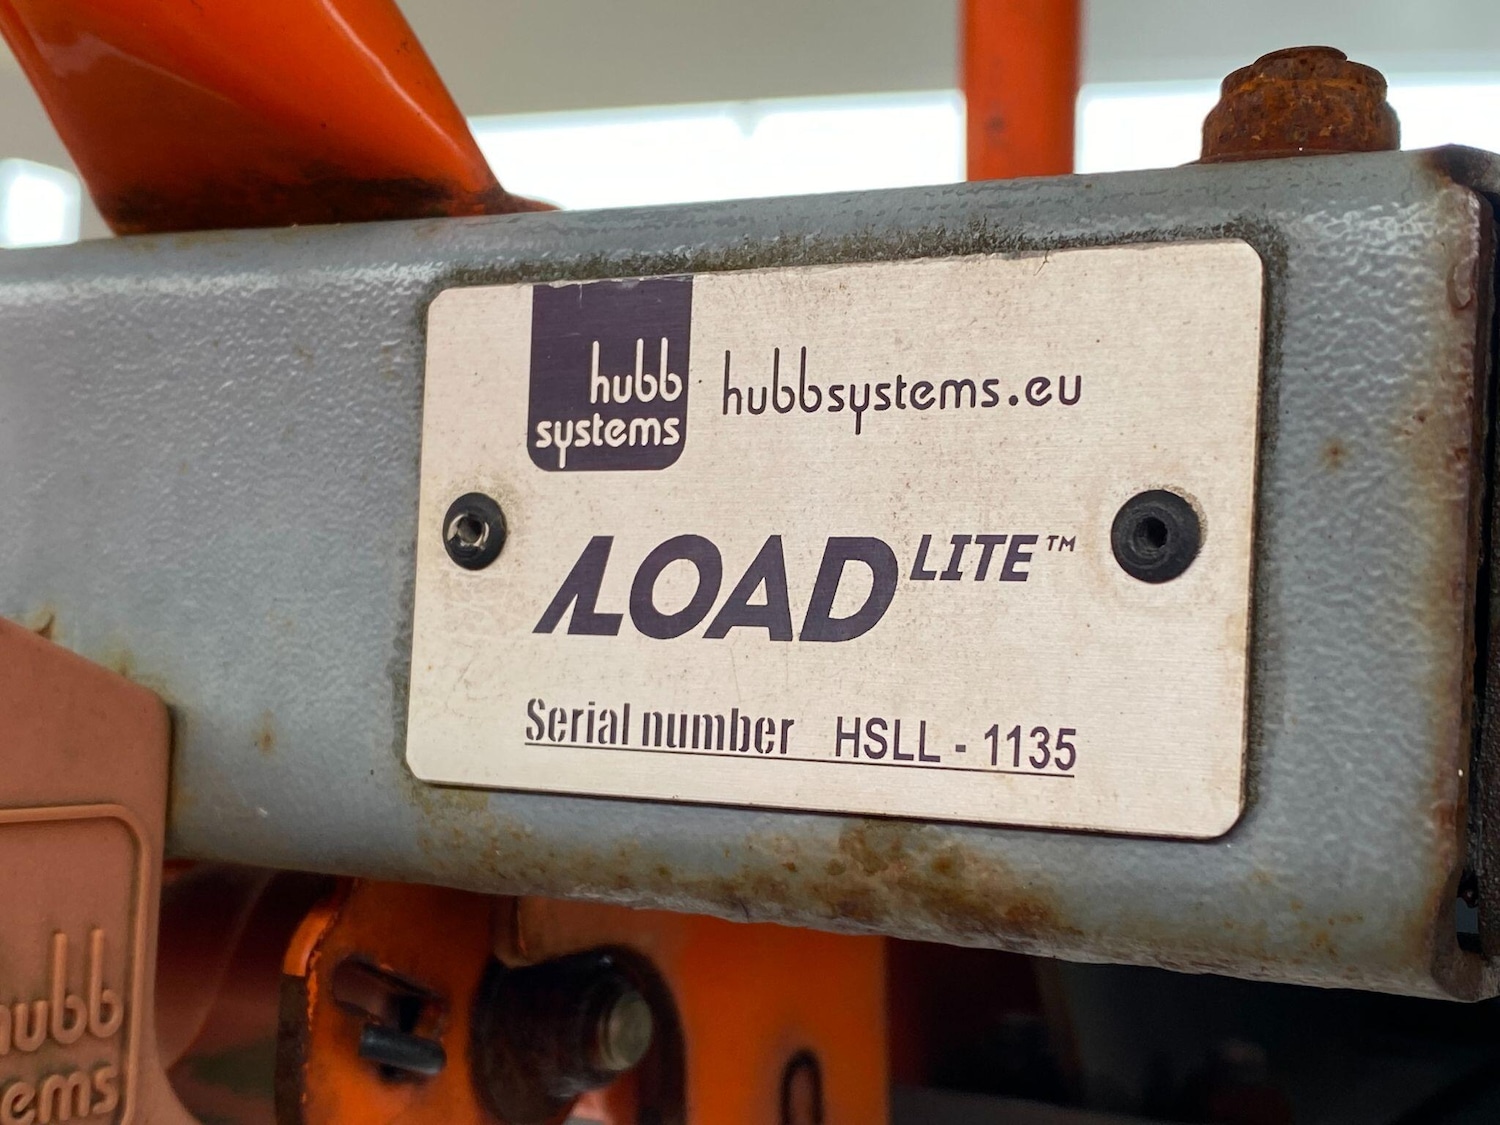 hubb
systems
hubbsystems.eu
LOAD LITE™
Serial number HSLL - 1135
hubb
ems